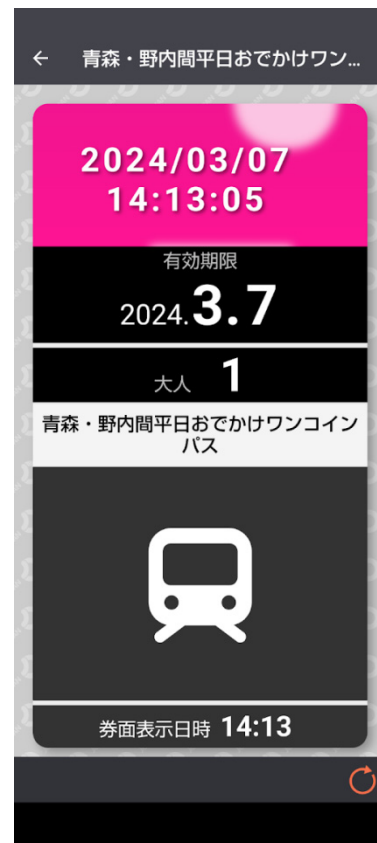 青森・野内間平日おでかけワン...
2024/03/07
14:13:05
有効期限
2024.3.7
大人 1
青森・野内間平日おでかけワンコイン
パス
券面表示日時 14:13